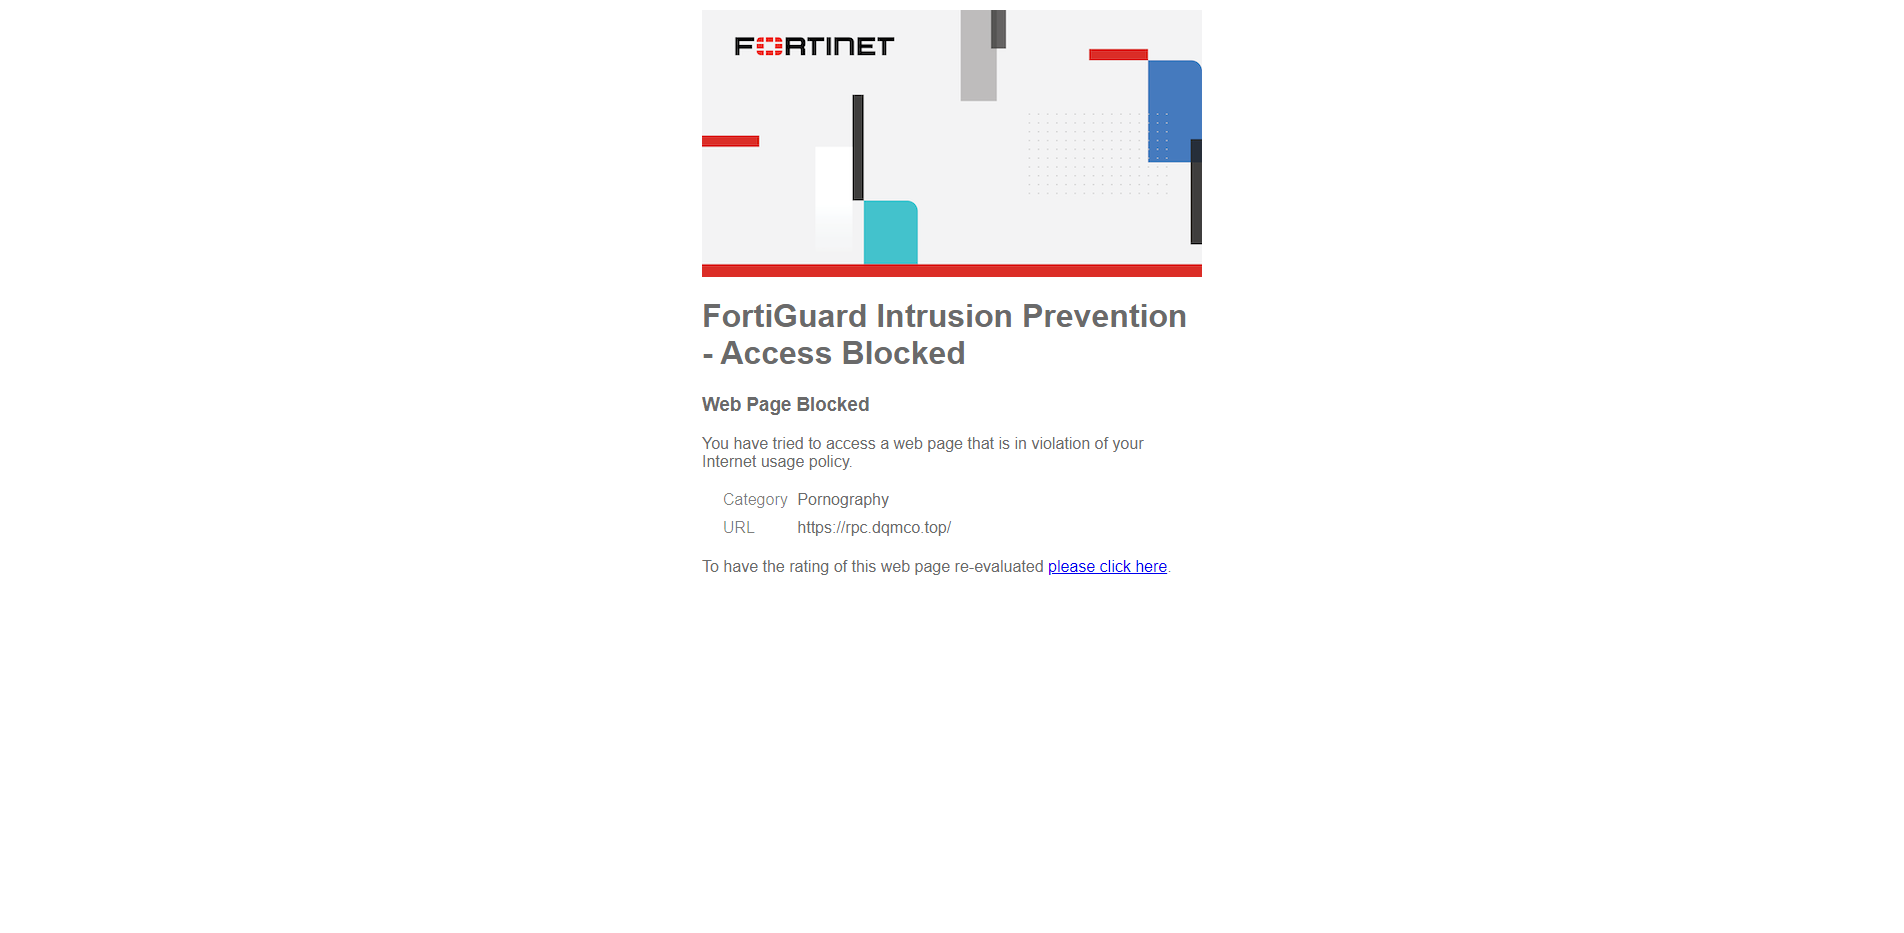 FORTINET
FortiGuard Intrusion Prevention
- Access Blocked
Web Page Blocked
You have tried to access a web page that is in violation of your
Internet usage policy.
Category Pornography
URL https://rpc.dqmco.top/
To have the rating of this web page re-evaluated please click here.